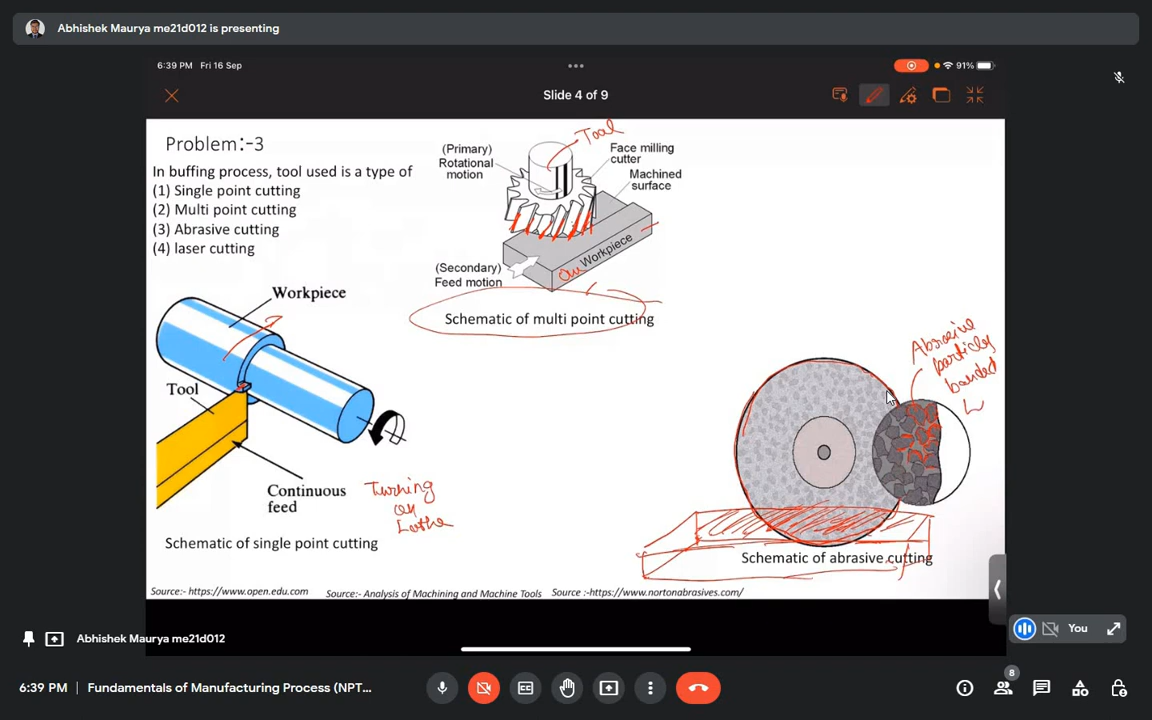 Abhishek Maurya me21d012 is presenting
6:39 PM Fri 16 Sep
91%
Slide 4 of 9
Problem:-3
In buffing process, tool used is a type of
(1) Single point cutting
(2) Multi point cutting
(3) Abrasive cutting
(4) laser cutting
Tool
(Primary)
Rotational
motion
Face milling
cutter
Machined
surface
Workpiece
(Secondary)
Feed motion
Schematic of multi point cutting
Workpiece
Tool
Continuous
feed
Turning
on
Lathe
Schematic of single point cutting
Abrasive
particles
bonded
Schematic of abrasive cutting
Source:- https://www.open.edu.com
Source:- Analysis of Machining and Machine Tools
Source :-https://www.nortonabrasives.com/
Abhishek Maurya me21d012
You
6:39 PM | Fundamentals of Manufacturing Process (NPT...
8